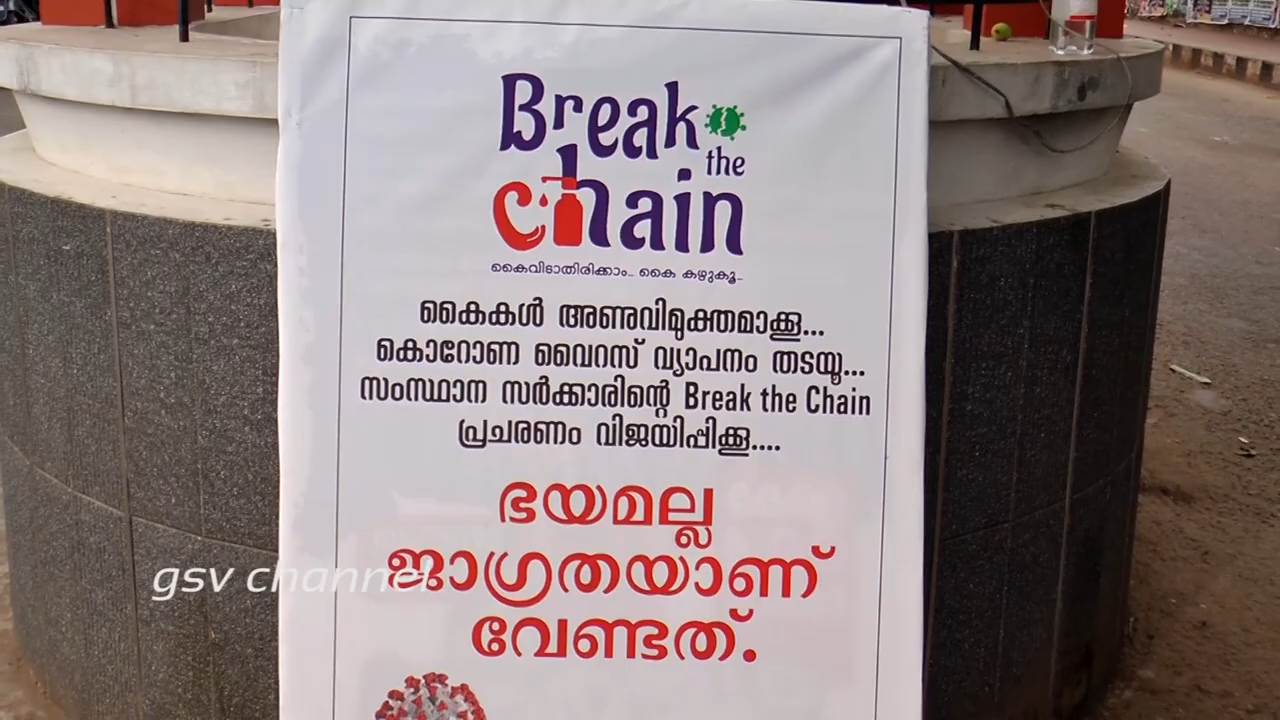 Break
the
chain
കൈവിടാതിരിക്കാം.. കൈ കഴുകൂ..
കൈകൾ അണുവിമുക്തമാക്കൂ...
കൊറോണ വൈറസ് വ്യാപനം തടയൂ...
സംസ്ഥാന സർക്കാരിന്റെ Break the Chain
പ്രചരണം വിജയിപ്പിക്കൂ....
ഭയമല്ല
ജാഗ്രതയാണ്
വേണ്ടത്.
gsv channel